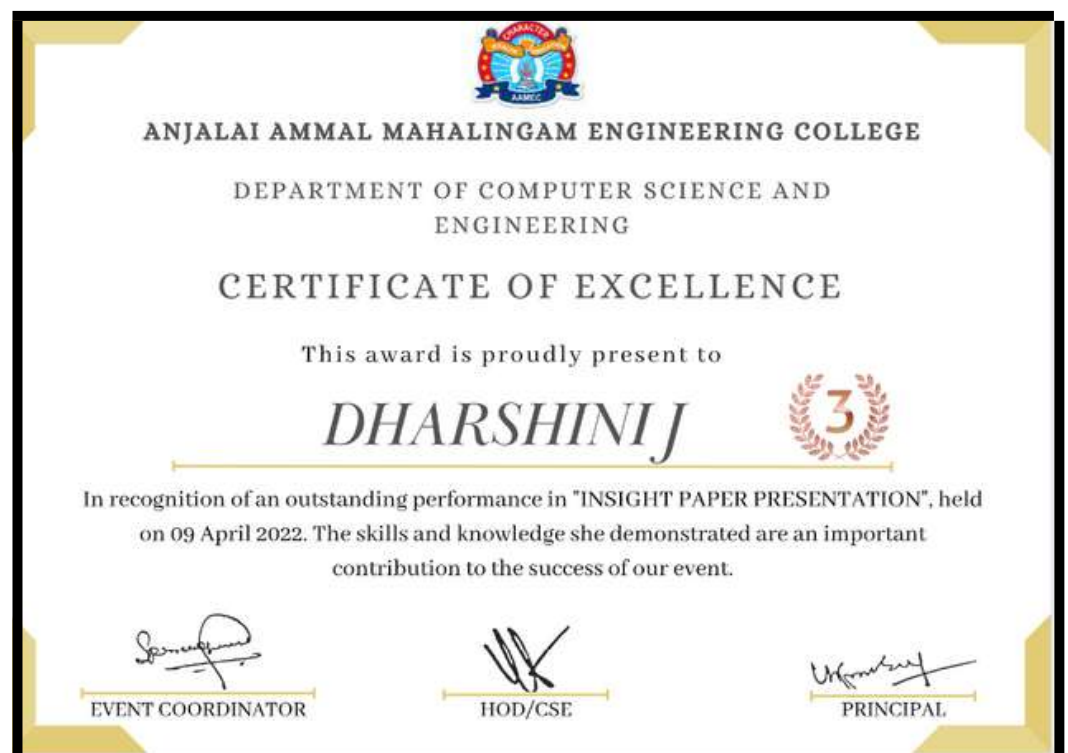 CHARACTER
AAMEC
ANJALAI AMMAL MAHALINGAM ENGINEERING COLLEGE
DEPARTMENT OF COMPUTER SCIENCE AND
ENGINEERING
CERTIFICATE OF EXCELLENCE
This award is proudly present to
DHARSHINI J
3
In recognition of an outstanding performance in "INSIGHT PAPER PRESENTATION", held
on 09 April 2022. The skills and knowledge she demonstrated are an important
contribution to the success of our event.
EVENT COORDINATOR
HOD/CSE
PRINCIPAL